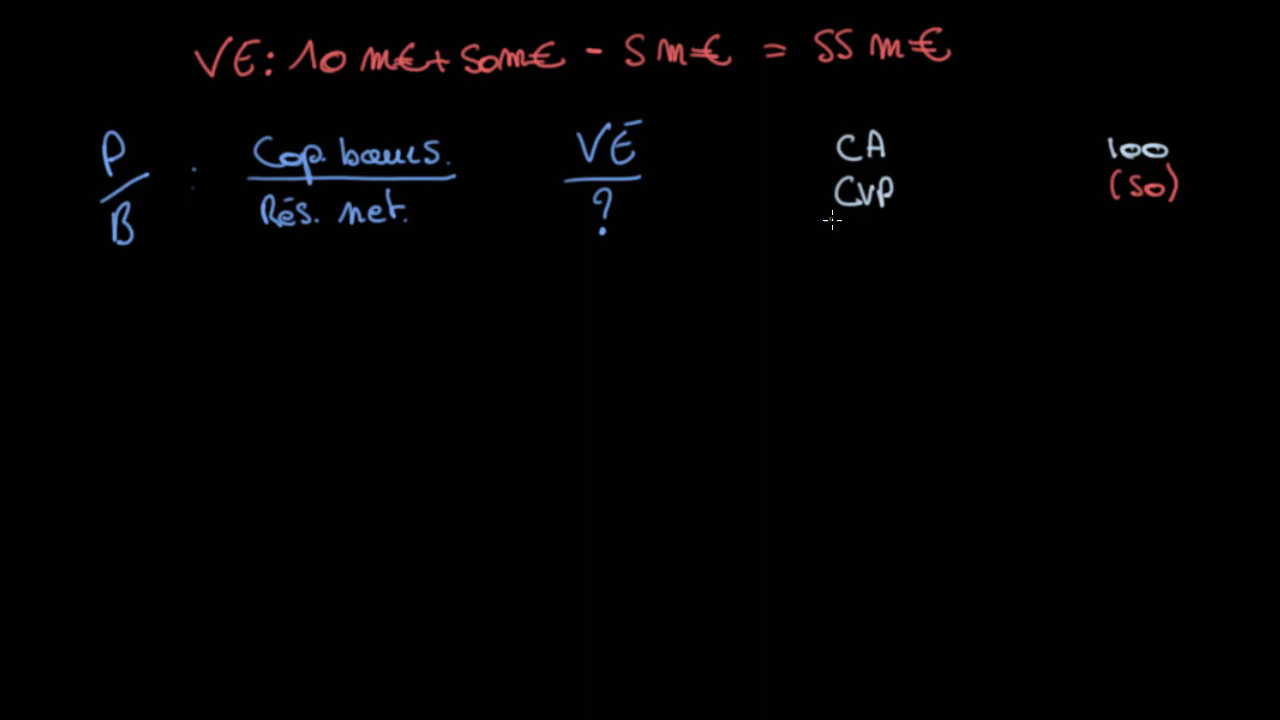 VE: 10 m€ + 50 m€ - 5 m€ = 55 m€
P/B : Cap. bours. / Rés. net. VE / ? CA 100
CVP (50)